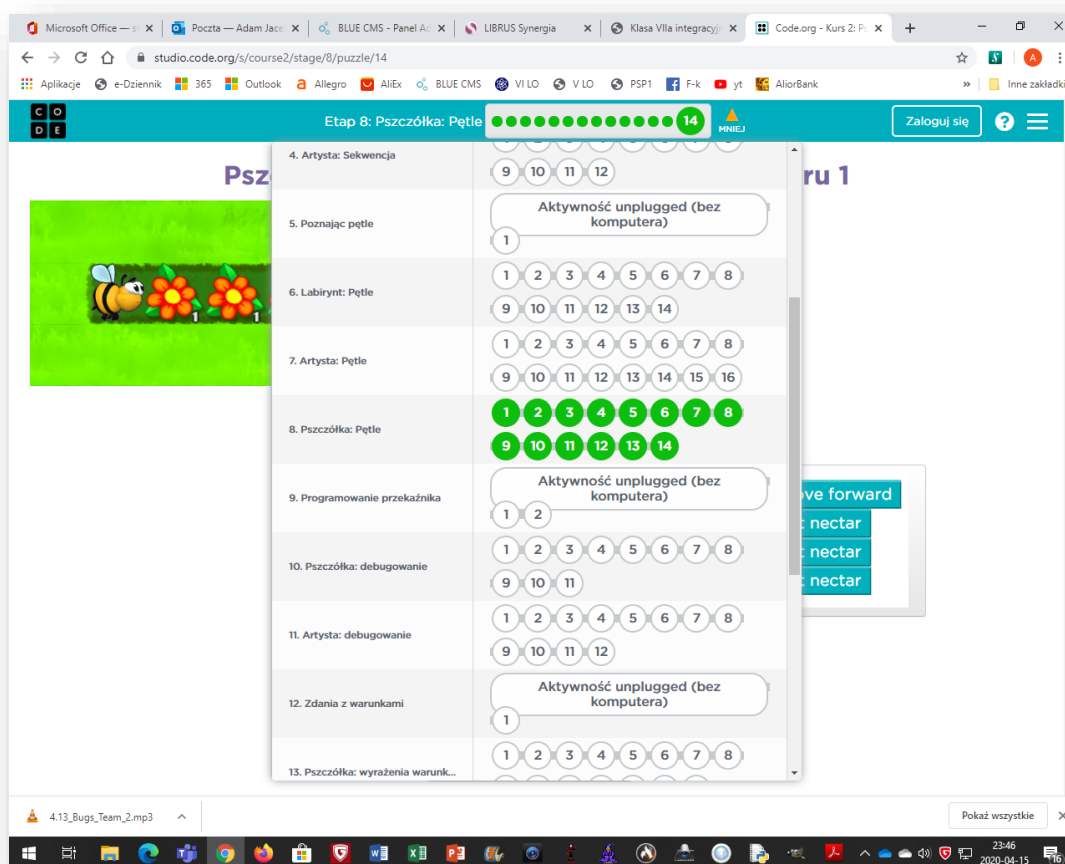 Microsoft Office — s
Poczta — Adam Jace
BLUE CMS - Panel Ad
LIBRUS Synergia
Klasa VIIa integracyjn
Code.org - Kurs 2: Ps
studio.code.org/s/course2/stage/8/puzzle/14
A
Aplikacje
e-Dziennik
365
Outlook
Allegro
AliEx
BLUE CMS
VI LO
V LO
PSP1
F-k
yt
AliorBank
»
Inne zakładki
C O
D E
Etap 8: Pszczółka: Pętle
14
MNIEJ
Zaloguj się
?
Psz
ru 1
4. Artysta: Sekwencja
9 10 11 12
5. Poznając pętle
Aktywność unplugged (bez
komputera)
1
6. Labirynt: Pętle
1 2 3 4 5 6 7 8
9 10 11 12 13 14
7. Artysta: Pętle
1 2 3 4 5 6 7 8
9 10 11 12 13 14 15 16
8. Pszczółka: Pętle
1 2 3 4 5 6 7 8
9 10 11 12 13 14
9. Programowanie przekaźnika
Aktywność unplugged (bez
komputera)
1 2
10. Pszczółka: debugowanie
1 2 3 4 5 6 7 8
9 10 11
11. Artysta: debugowanie
1 2 3 4 5 6 7 8
9 10 11 12
12. Zdania z warunkami
Aktywność unplugged (bez
komputera)
1
13. Pszczółka: wyrażenia warunk...
1 2 3 4 5 6 7 8
1
1
ve forward
nectar
nectar
nectar
4.13_Bugs_Team_2.mp3
Pokaż wszystkie
23:46
2020-04-15